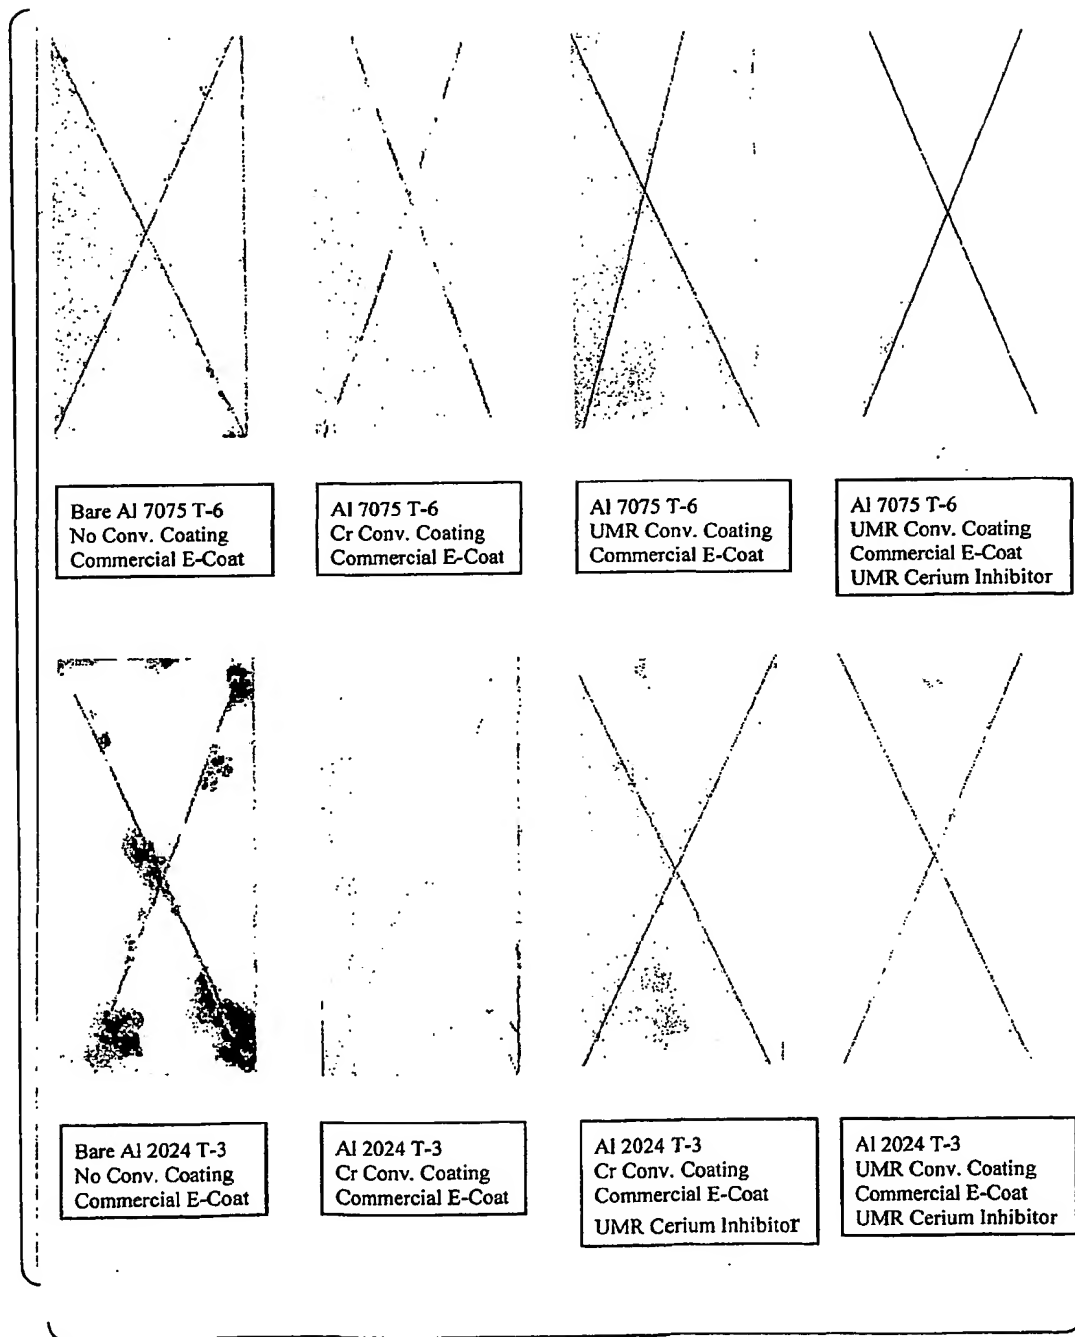 Bare Al 7075 T-6
No Conv. Coating
Commercial E-Coat
Al 7075 T-6
Cr Conv. Coating
Commercial E-Coat
Al 7075 T-6
UMR Conv. Coating
Commercial E-Coat
Al 7075 T-6
UMR Conv. Coating
Commercial E-Coat
UMR Cerium Inhibitor
Bare Al 2024 T-3
No Conv. Coating
Commercial E-Coat
Al 2024 T-3
Cr Conv. Coating
Commercial E-Coat
Al 2024 T-3
Cr Conv. Coating
Commercial E-Coat
UMR Cerium Inhibitor
Al 2024 T-3
UMR Conv. Coating
Commercial E-Coat
UMR Cerium Inhibitor